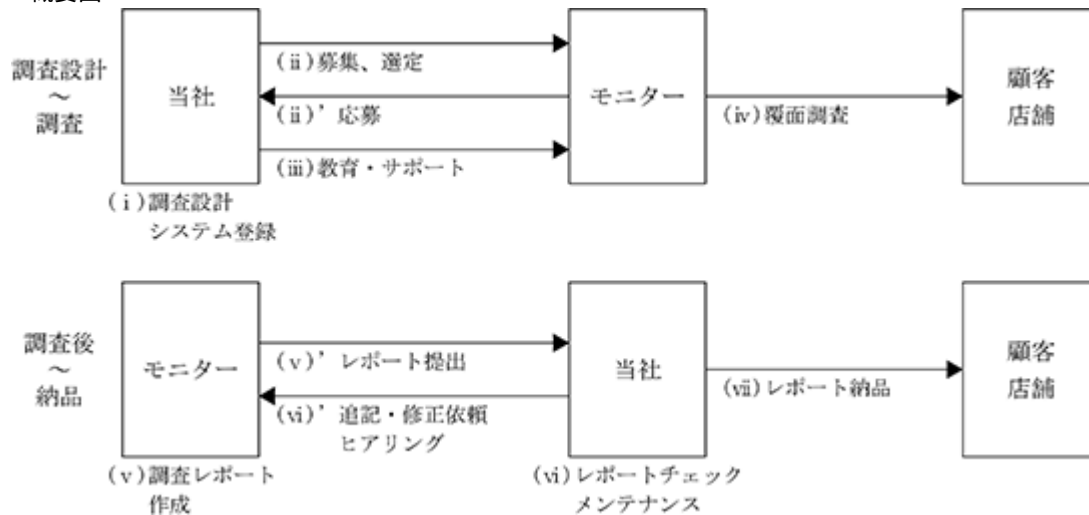 (ⅱ)募集、選定
調査設計
～
調査
当社
(ⅱ)’応募
モニター
(ⅳ)覆面調査
顧客
店舗
(ⅲ)教育・サポート
(ⅰ)調査設計
システム登録
調査後
～
納品
モニター
(ⅴ)’レポート提出
当社
(ⅶ)レポート納品
顧客
店舗
(ⅵ)’追記・修正依頼
ヒアリング
(ⅴ)調査レポート
作成
(ⅵ)レポートチェック
メンテナンス